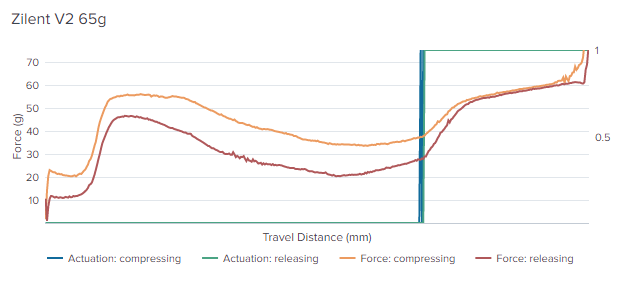 Zilent V2 65g
70
60
50
40
30
20
10
Force (g)
1
0.5
Travel Distance (mm)
Actuation: compressing
Actuation: releasing
Force: compressing
Force: releasing